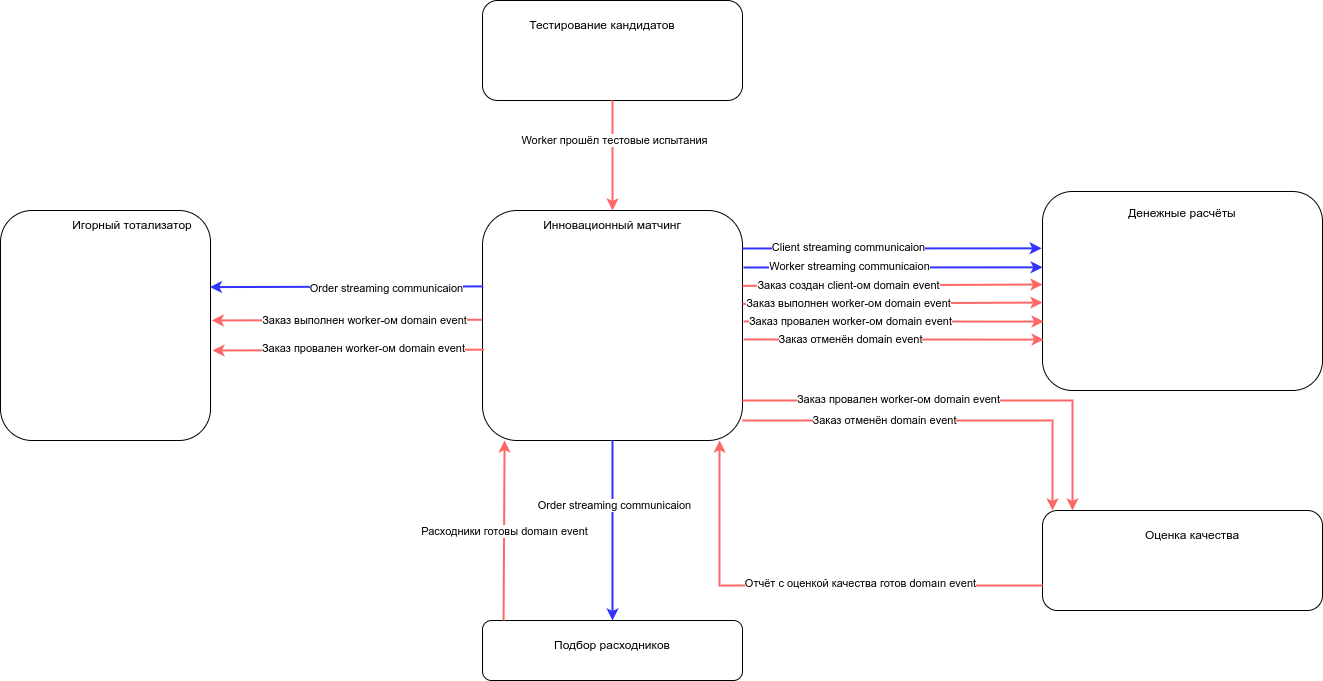 Тестирование кандидатов
Worker прошёл тестовые испытания
Игорный тотализатор
Инновационный матчинг
Денежные расчёты
Client streaming communicaion
Worker streaming communicaion
Заказ создан client-ом domain event
Order streaming communicaion
Заказ выполнен worker-ом domain event
Заказ выполнен worker-ом domain event
Заказ провален worker-ом domain event
Заказ отменён domain event
Заказ провален worker-ом domain event
Заказ провален worker-ом domain event
Заказ отменён domain event
Order streaming communicaion
Расходники готовы domain event
Оценка качества
Отчёт с оценкой качества готов domain event
Подбор расходников